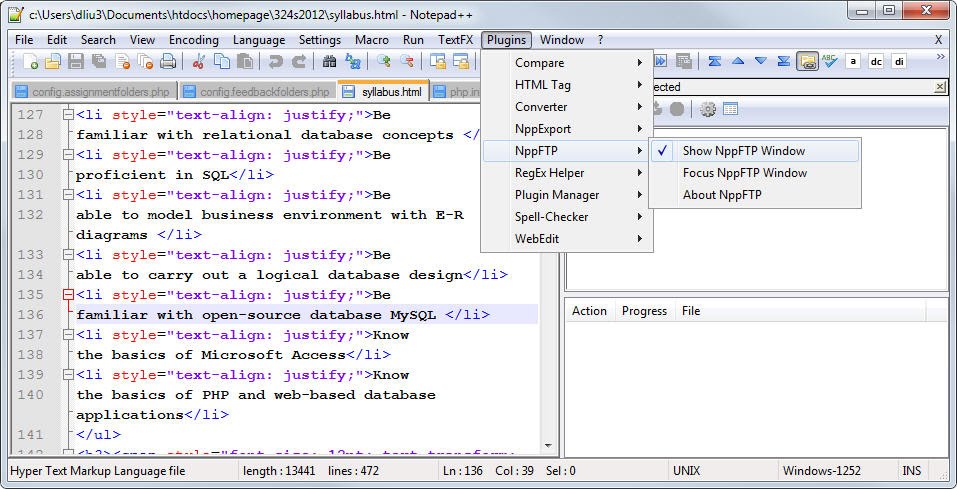 c:\Users\dliu3\Documents\htdocs\homepage\324s2012\syllabus.html - Notepad++
File Edit Search View Encoding Language Settings Macro Run TextFX Plugins Window ? X
ABC a dc di
config.assignmentfolders.php config.feedbackfolders.php syllabus.html php.in
Compare
HTML Tag
Converter
NppExport
NppFTP
RegEx Helper
Plugin Manager
Spell-Checker
WebEdit
Show NppFTP Window
Focus NppFTP Window
About NppFTP
ected
127 <li style="text-align: justify;">Be
128 familiar with relational database concepts </
129 <li style="text-align: justify;">Be
130 proficient in SQL</li>
131 <li style="text-align: justify;">Be
132 able to model business environment with E-R
diagrams </li>
133 <li style="text-align: justify;">Be
134 able to carry out a logical database design</li>
135 <li style="text-align: justify;">Be
136 familiar with open-source database MySQL </li>
137 <li style="text-align: justify;">Know
138 the basics of Microsoft Access</li>
139 <li style="text-align: justify;">Know
140 the basics of PHP and web-based database
applications</li>
141 </ul>
Action Progress File
Hyper Text Markup Language file length : 13441 lines : 472 Ln : 136 Col : 39 Sel : 0 UNIX Windows-1252 INS